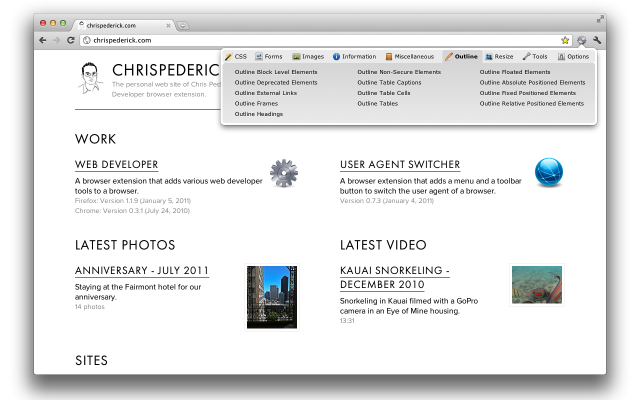 chrispederick.com
chrispederick.com
CSS Forms Images Information Miscellaneous Outline Resize Tools Options
Outline Block Level Elements Outline Non-Secure Elements Outline Floated Elements
Outline Deprecated Elements Outline Table Captions Outline Absolute Positioned Elements
Outline External Links Outline Table Cells Outline Fixed Positioned Elements
Outline Frames Outline Tables Outline Relative Positioned Elements
Outline Headings
CHRISPEDERIC
The personal web site of Chris Ped
Developer browser extension.
WORK
WEB DEVELOPER
A browser extension that adds various web developer
tools to a browser.
Firefox: Version 1.1.9 (January 5, 2011)
Chrome: Version 0.3.1 (July 24, 2010)
USER AGENT SWITCHER
A browser extension that adds a menu and a toolbar
button to switch the user agent of a browser.
Version 0.7.3 (January 4, 2011)
LATEST PHOTOS
ANNIVERSARY - JULY 2011
Staying at the Fairmont hotel for our
anniversary.
14 photos
LATEST VIDEO
KAUAI SNORKELING -
DECEMBER 2010
Snorkeling in Kauai filmed with a GoPro
camera in an Eye of Mine housing.
13:31
SITES